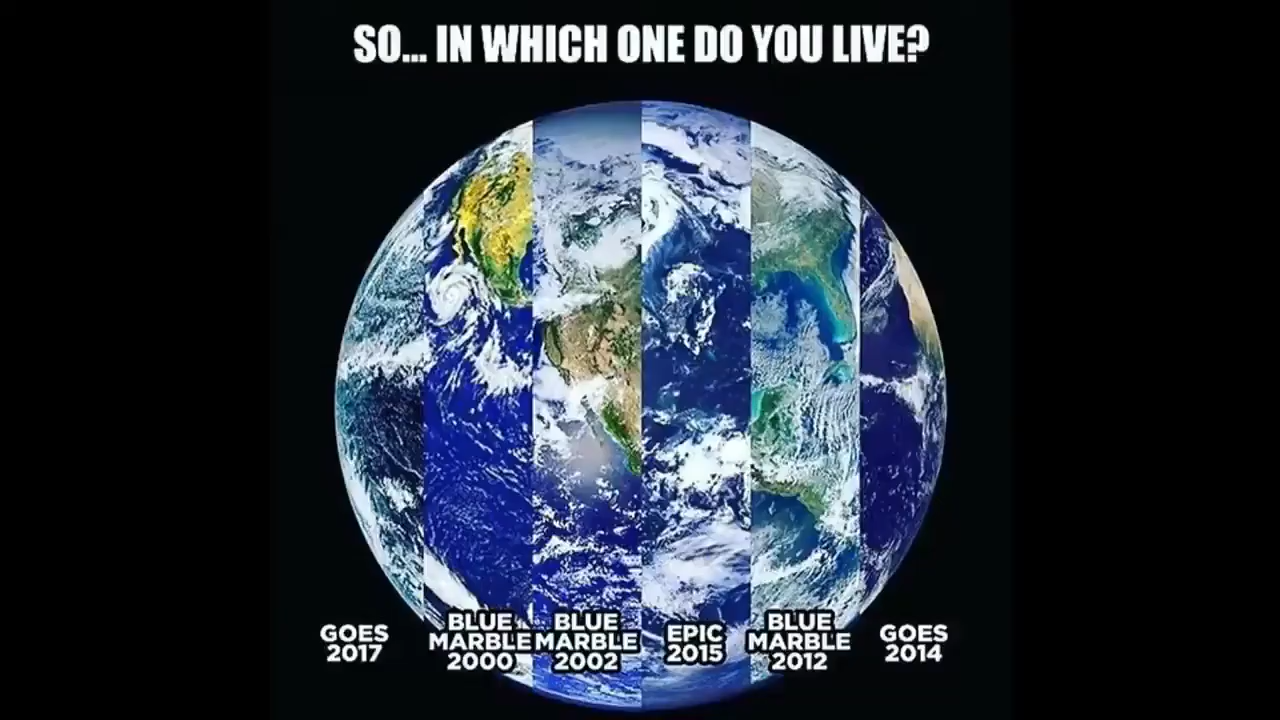 SO... IN WHICH ONE DO YOU LIVE?
GOES
2017
BLUE
MARBLE
2000
BLUE
MARBLE
2002
EPIC
2015
BLUE
MARBLE
2012
GOES
2014